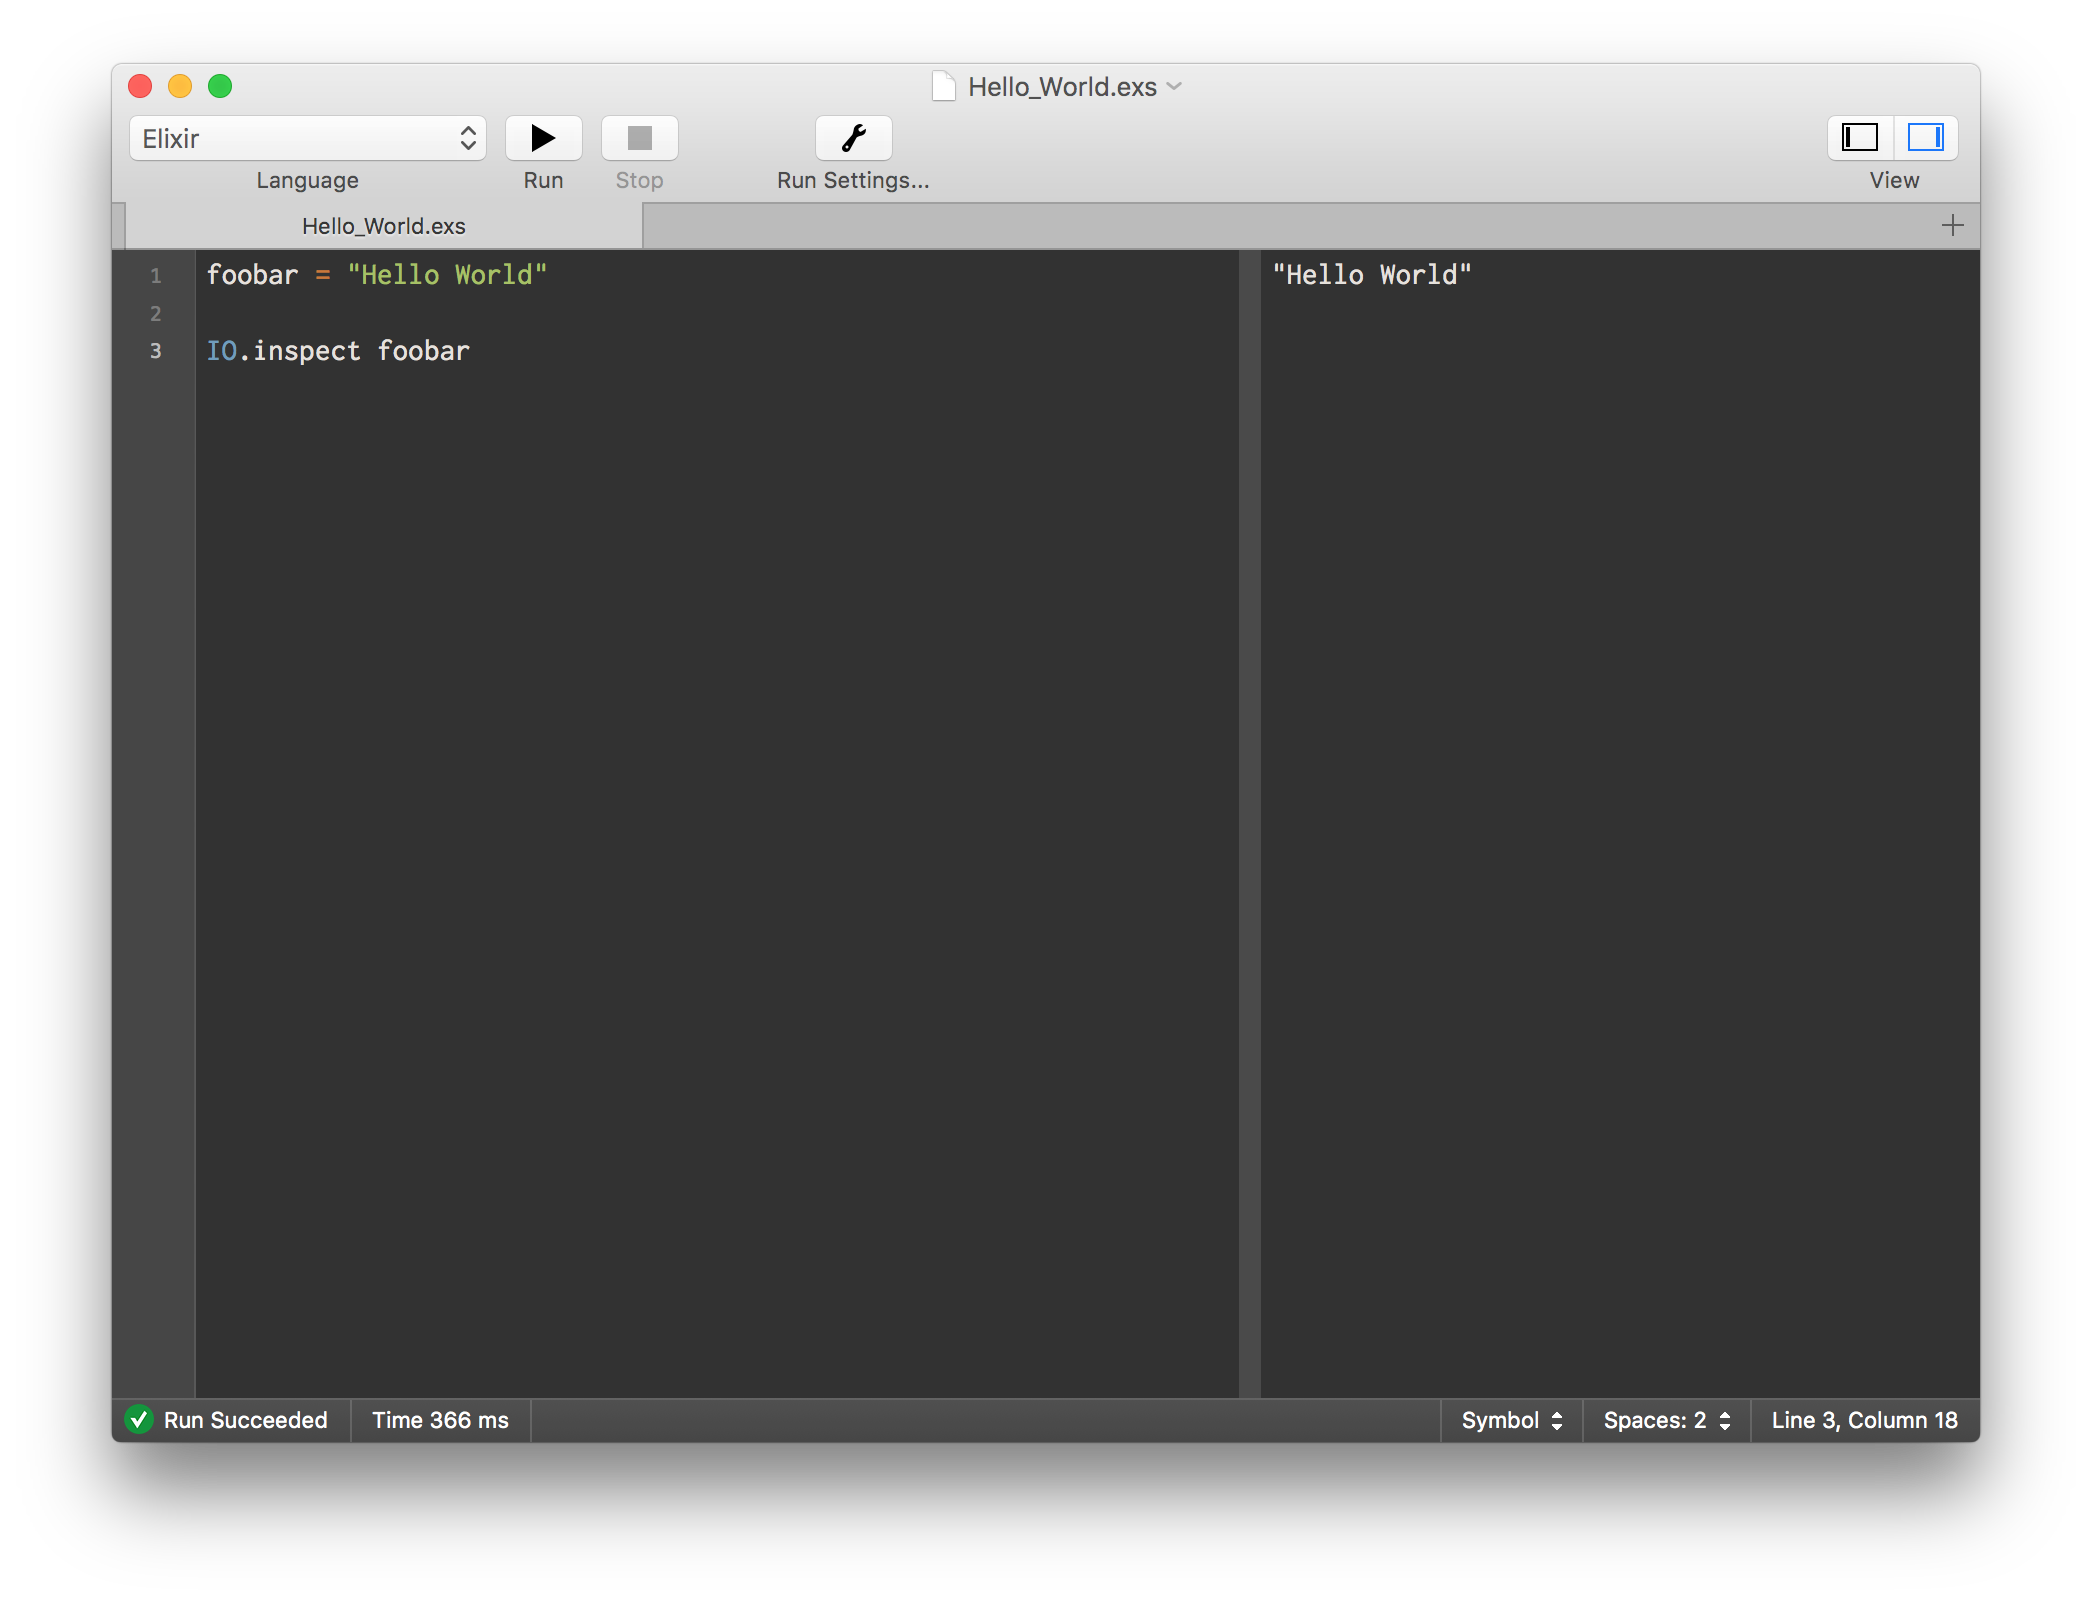 Hello_World.exs
Elixir
Language Run Stop Run Settings... View
Hello_World.exs
1 foobar = "Hello World"
2
3 IO.inspect foobar
"Hello World"
Run Succeeded Time 366 ms Symbol Spaces: 2 Line 3, Column 18